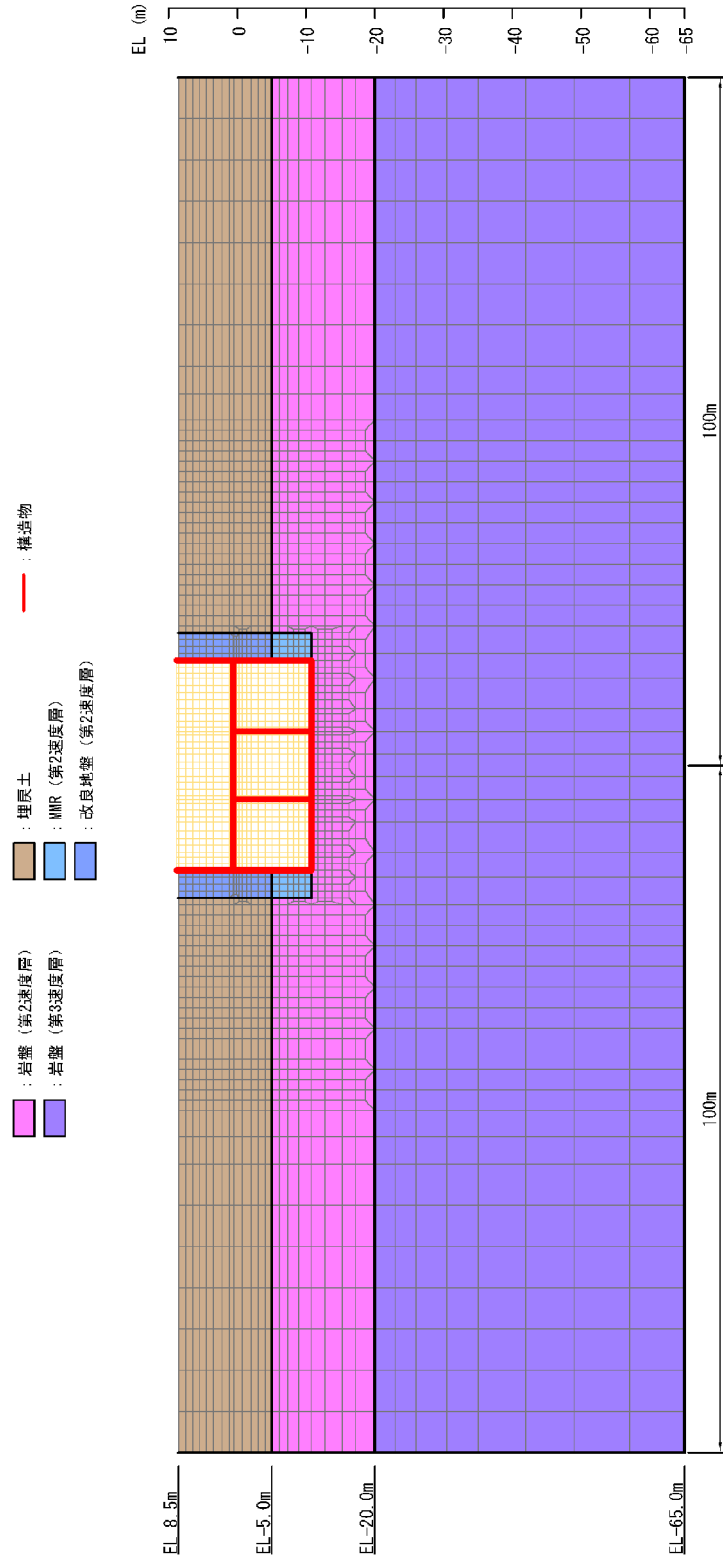 ：岩盤（第2速度層）
：岩盤（第3速度層）
：埋戻土
：MMR（第2速度層）
：改良地盤（第2速度層）
：構造物
EL 8.5m
EL-5.0m
EL-20.0m
EL-65.0m
EL (m)
10
0
-10
-20
-30
-40
-50
-60
-65
100m
100m